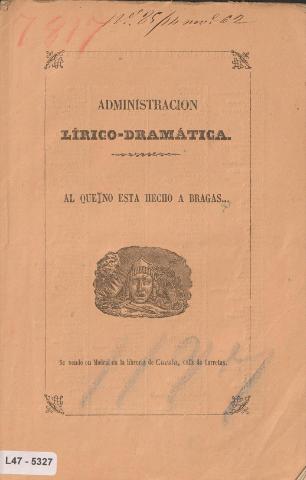 ADMINISTRACION
LÍRICO-DRAMÁTICA.
AL QUE NO ESTA HECHO A BRAGAS...
Se vende en Madrid en la librería de Cuesta, calle de Carretas.
L47 - 5327